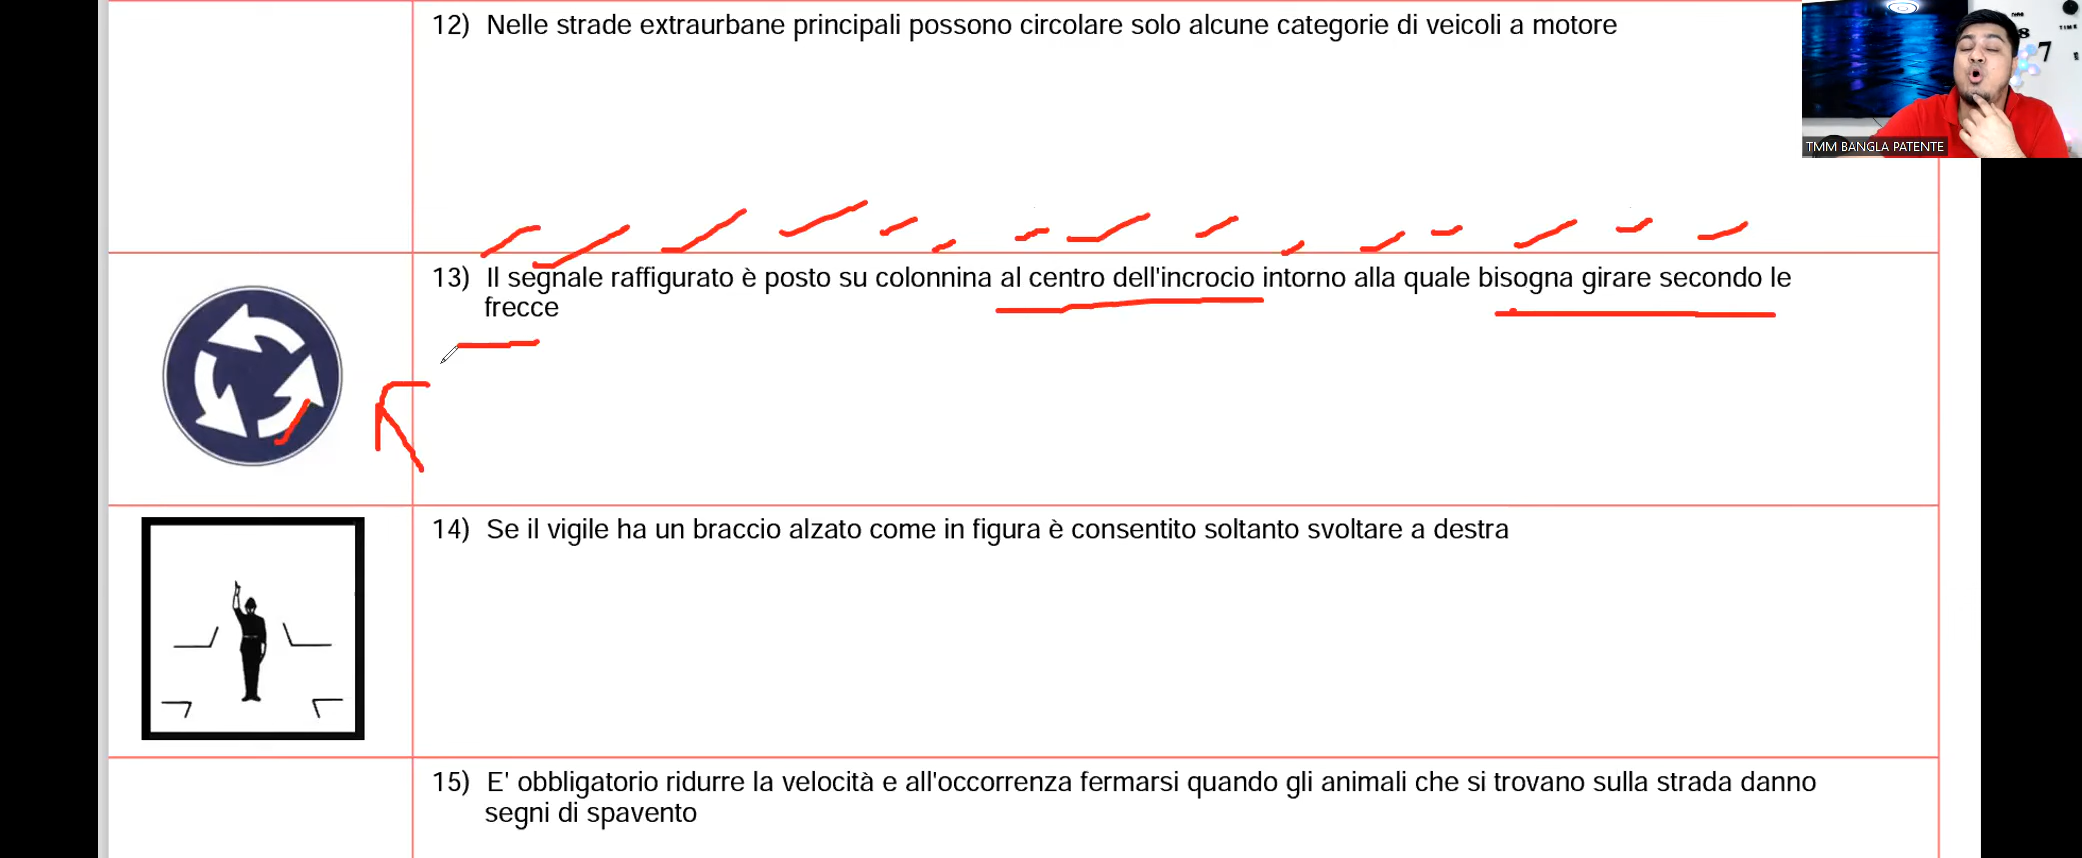 12) Nelle strade extraurbane principali possono circolare solo alcune categorie di veicoli a motore
8
7
TMM BANGLA PATENTE
13) Il segnale raffigurato è posto su colonnina al centro dell'incrocio intorno alla quale bisogna girare secondo le
frecce
14) Se il vigile ha un braccio alzato come in figura è consentito soltanto svoltare a destra
15) E' obbligatorio ridurre la velocità e all'occorrenza fermarsi quando gli animali che si trovano sulla strada danno
segni di spavento